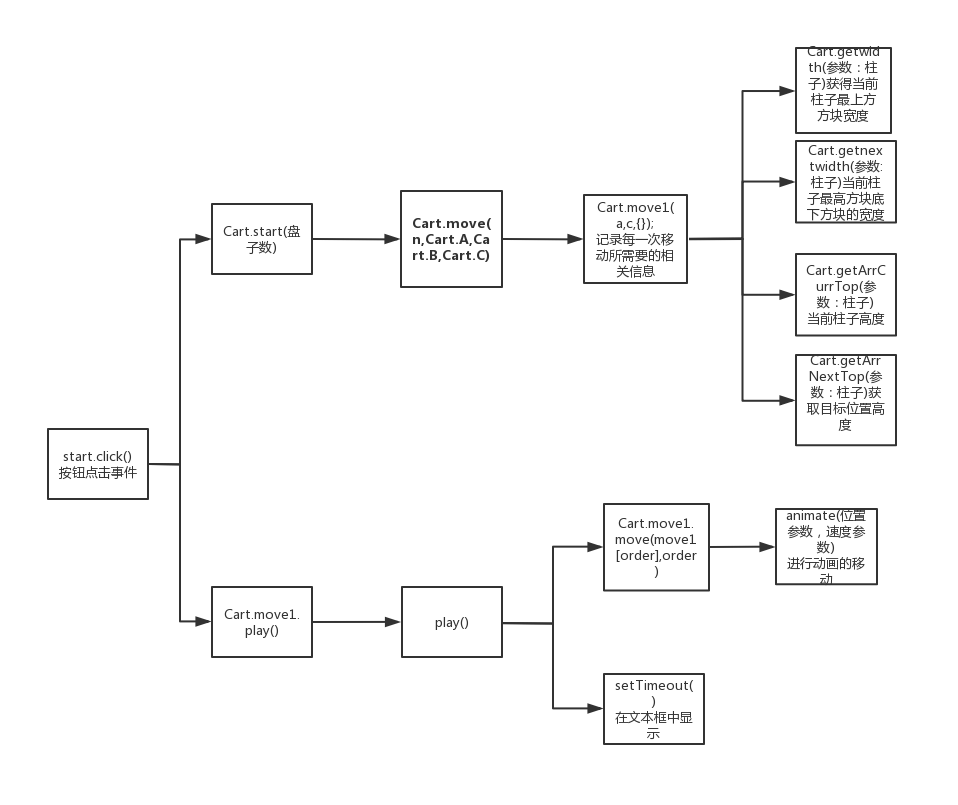 Cart.getwid
th(参数：柱
子)获得当前
柱子最上方
方块宽度
Cart.getnex
twidth(参数:
柱子)当前柱
子最高方块底
下方块的宽度
Cart.start(盘
子数)
Cart.move(
n,Cart.A,Ca
rt.B,Cart.C)
Cart.move1(
a,c,{});
记录每一次移
动所需要的相
关信息
Cart.getArrC
urrTop(参
数：柱子)
当前柱子高度
Cart.getArr
NextTop(参
数：柱子)获
取目标位置高
度
start.click()
按钮点击事件
Cart.move1.
move(move1
[order],order
)
animate(位置
参数，速度参
数)
进行动画的移
动
Cart.move1.
play()
play()
setTimeout(
)
在文本框中显
示